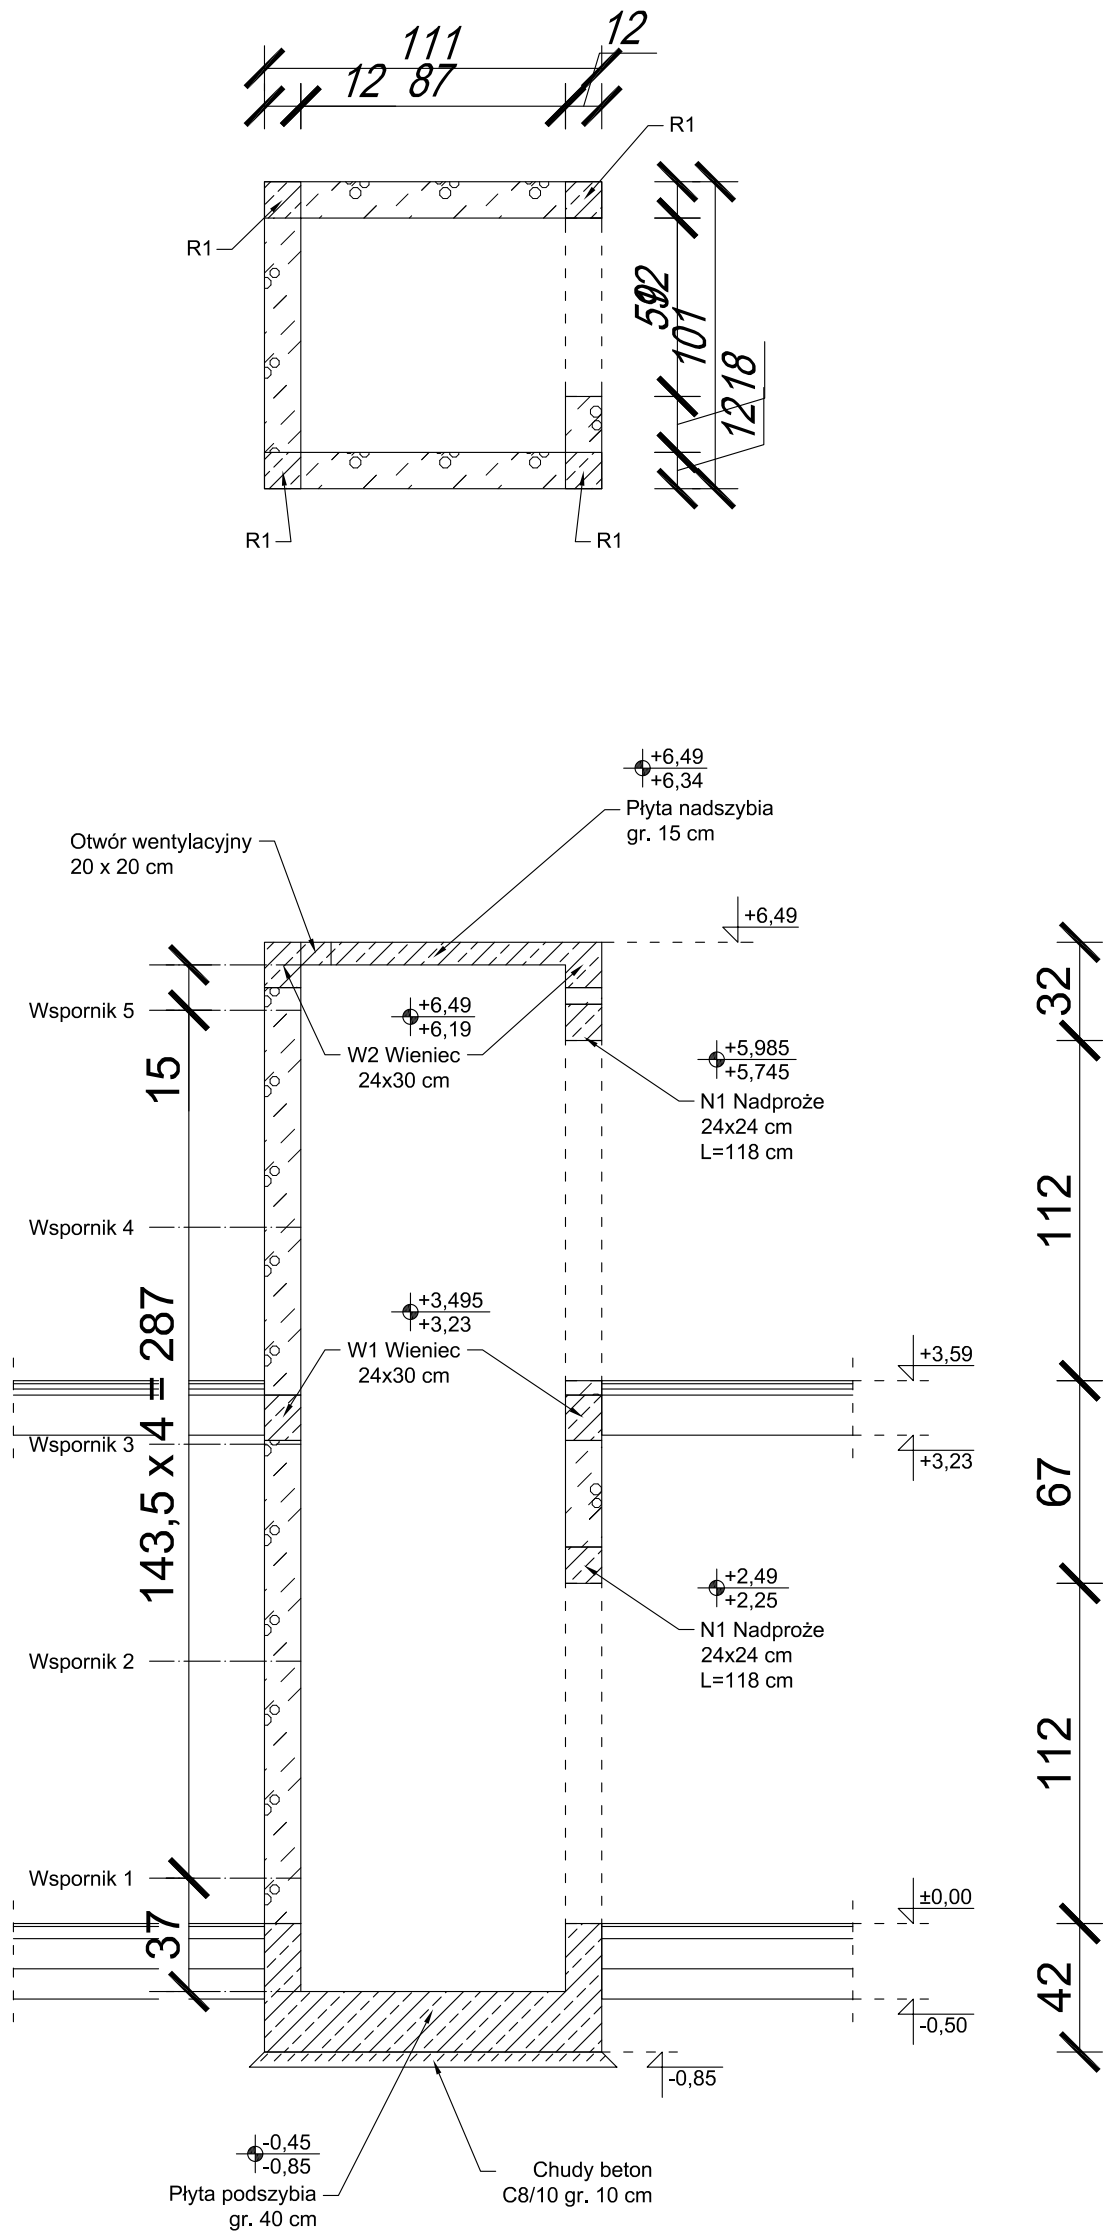 111
12
12 87
R1
R1
12
59
101
12 18
R1
R1
+6,49
+6,34
Płyta nadszybia
gr. 15 cm
Otwór wentylacyjny
20 x 20 cm
+6,49
Wspornik 5
+6,49
+6,19
W2 Wieniec
24x30 cm
32
15
+5,985
+5,745
N1 Nadproże
24x24 cm
L=118 cm
112
Wspornik 4
143,5 x 4 = 287
+3,495
+3,23
W1 Wieniec
24x30 cm
+3,59
Wspornik 3
+3,23
67
+2,49
+2,25
N1 Nadproże
24x24 cm
L=118 cm
Wspornik 2
112
Wspornik 1
±0,00
37
42
-0,50
-0,85
-0,45
-0,85
Płyta podszybia
gr. 40 cm
Chudy beton
C8/10 gr. 10 cm